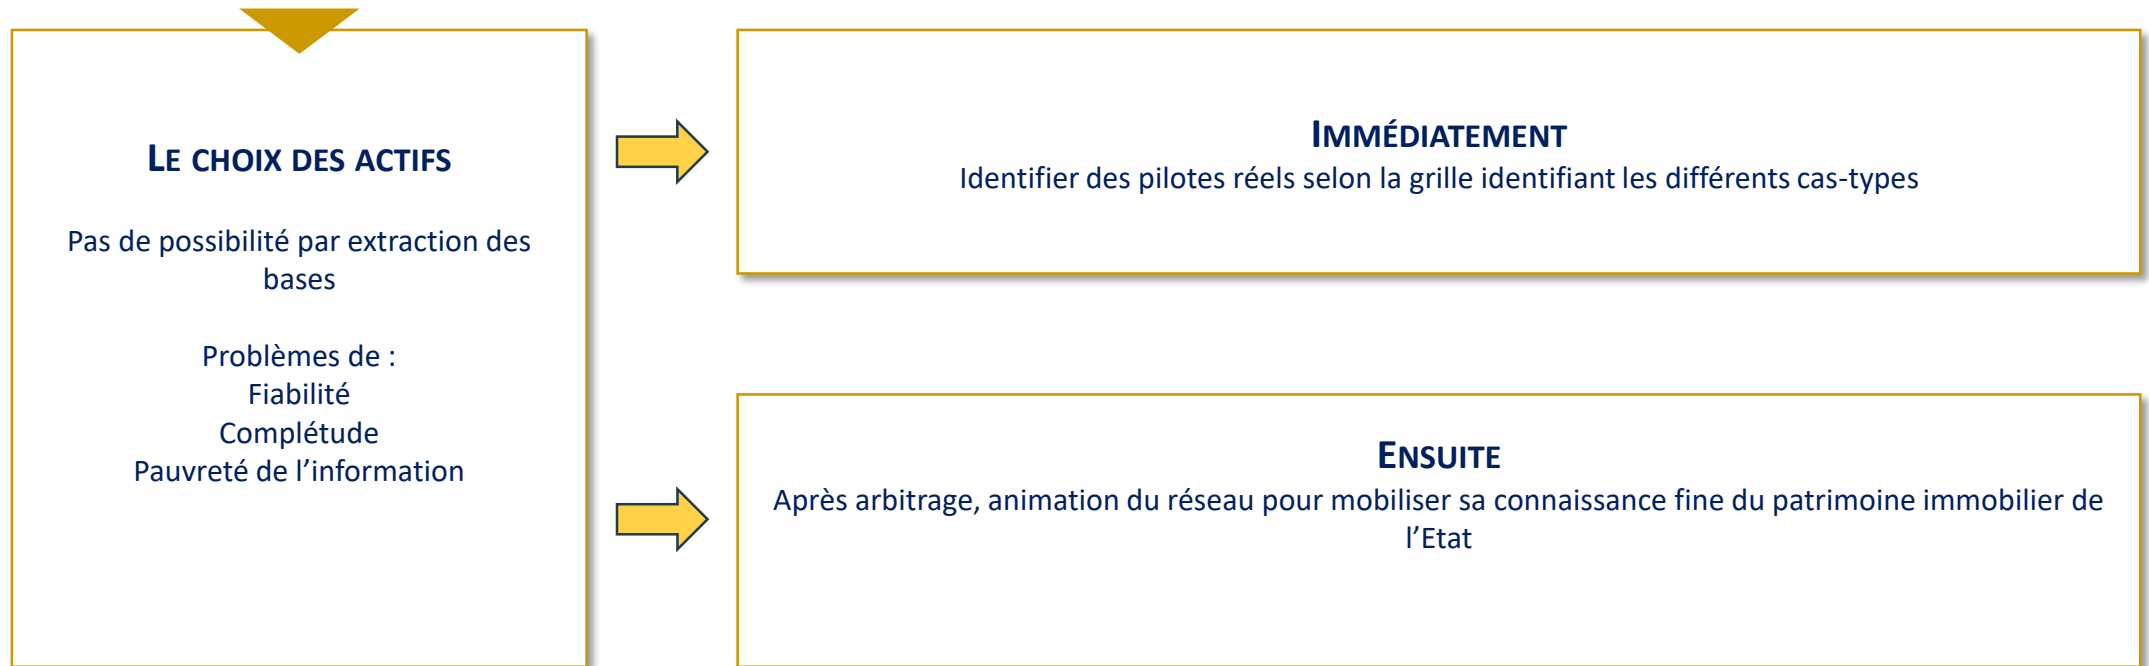 LE CHOIX DES ACTIFS
Pas de possibilité par extraction des
bases
Problèmes de :
Fiabilité
Complétude
Pauvreté de l’information
IMMÉDIATEMENT
Identifier des pilotes réels selon la grille identifiant les différents cas-types
ENSUITE
Après arbitrage, animation du réseau pour mobiliser sa connaissance fine du patrimoine immobilier de
l’Etat